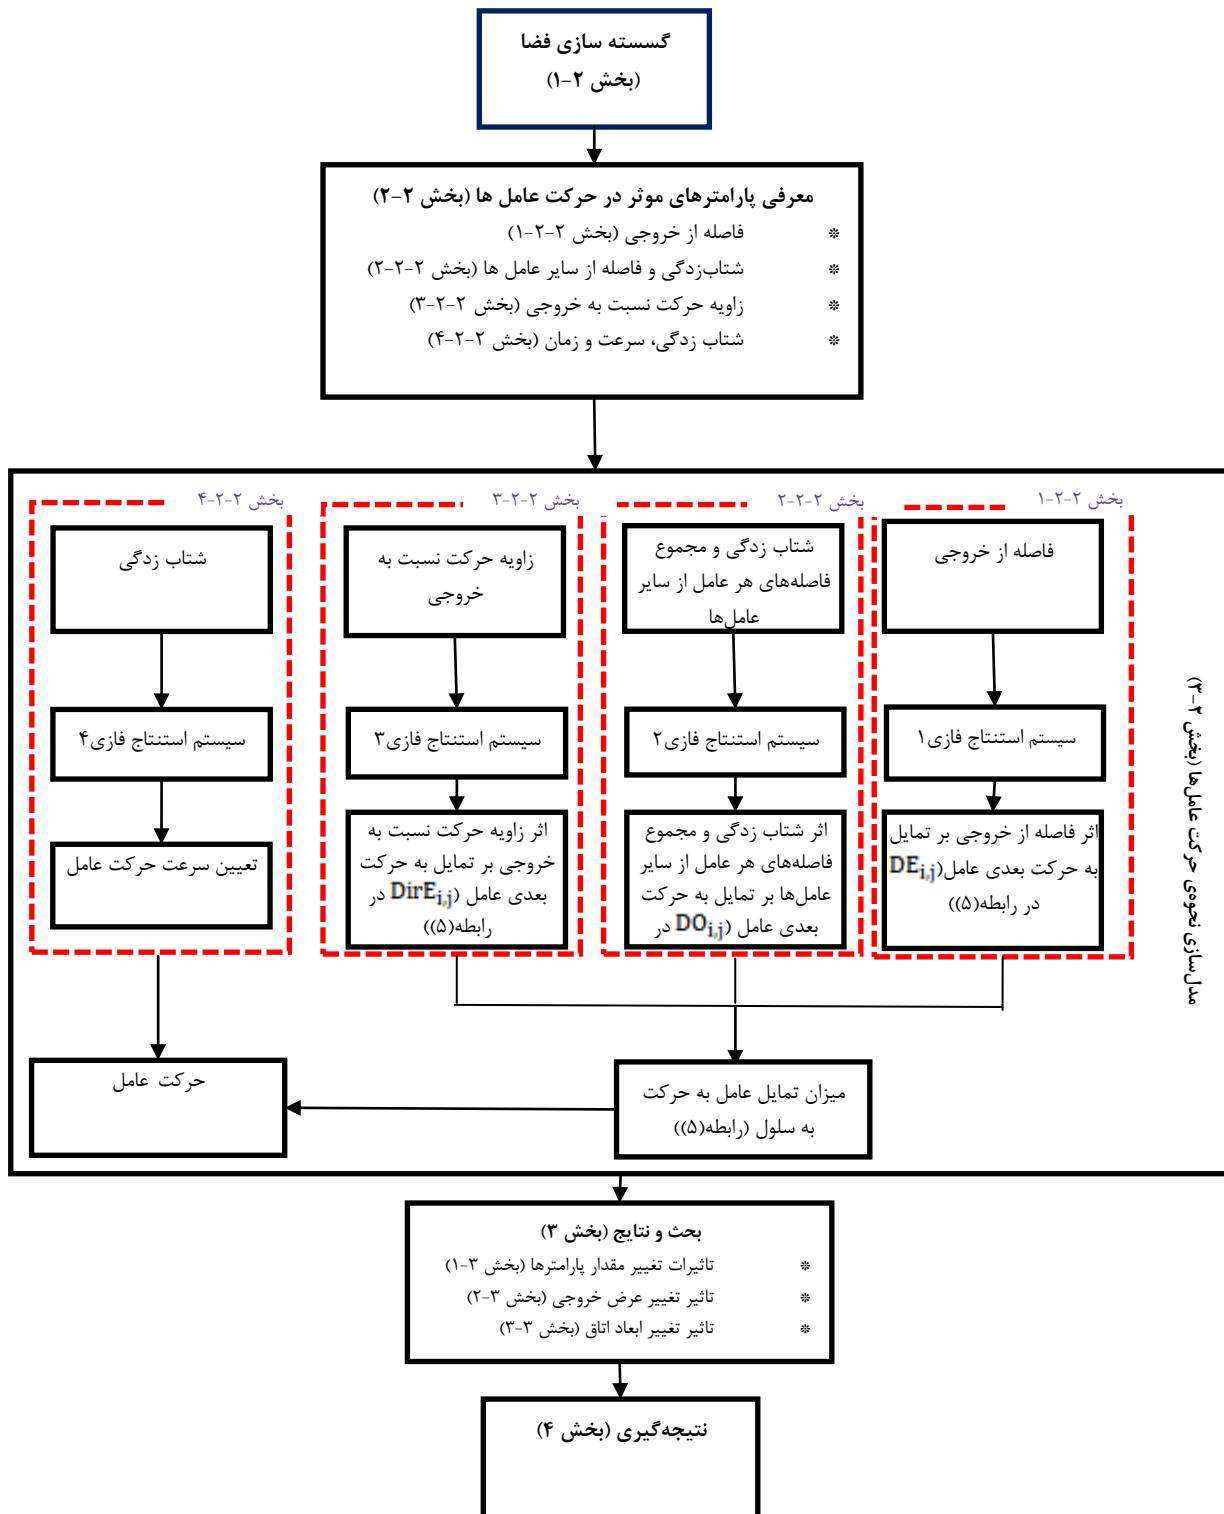 گسسته سازی فضا
(بخش ۲-۱)
معرفی پارامترهای موثر در حرکت عامل ها (بخش ۲-۲)
* فاصله از خروجی (بخش ۲-۲-۱)
* شتاب‌زدگی و فاصله از سایر عامل ها (بخش ۲-۲-۲)
* زاویه حرکت نسبت به خروجی (بخش ۲-۲-۳)
* شتاب زدگی، سرعت و زمان (بخش ۲-۲-۴)
مدل‌سازی نحوه‌ی حرکت عامل‌ها (بخش ۲-۳)
بخش ۲-۲-۱
فاصله از خروجی
سیستم استنتاج فازی۱
اثر فاصله از خروجی بر تمایل
به حرکت بعدی عامل(DEi,j
در رابطه(۵))
بخش ۲-۲-۲
شتاب زدگی و مجموع
فاصله‌های هر عامل از سایر
عامل‌ها
سیستم استنتاج فازی۲
اثر شتاب زدگی و مجموع
فاصله‌های هر عامل از سایر
عامل‌ها بر تمایل به حرکت
بعدی عامل (DOi,j در
بخش ۲-۲-۳
زاویه حرکت نسبت به
خروجی
سیستم استنتاج فازی۳
اثر زاویه حرکت نسبت به
خروجی بر تمایل به حرکت
بعدی عامل (DirEi,j در
رابطه(۵))
بخش ۲-۲-۴
شتاب زدگی
سیستم استنتاج فازی۴
تعیین سرعت حرکت عامل
میزان تمایل عامل به حرکت
به سلول (رابطه(۵))
حرکت عامل
بحث و نتایج (بخش ۳)
* تاثیرات تغییر مقدار پارامترها (بخش ۳-۱)
* تاثیر تغییر عرض خروجی (بخش ۳-۲)
* تاثیر تغییر ابعاد اتاق (بخش ۳-۳)
نتیجه‌گیری (بخش ۴)